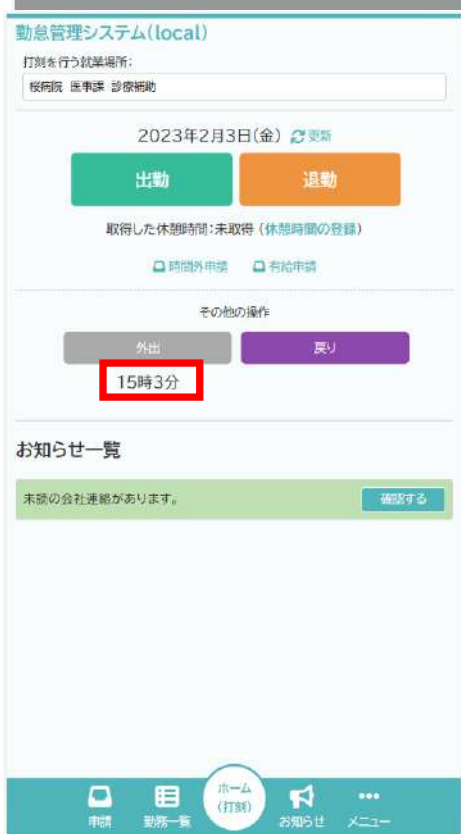 勤怠管理システム(local)
打刻を行う就業場所:
桜病院 医事課 診療補助
2023年2月3日(金) 更新
出勤 退勤
取得した休憩時間:未取得 (休憩時間の登録)
時間外申請 有給申請
その他の操作
外出 戻り
15時3分
お知らせ一覧
未読の会社連絡があります。 確認する
申請 勤務一覧 ホーム(打刻) お知らせ メニュー